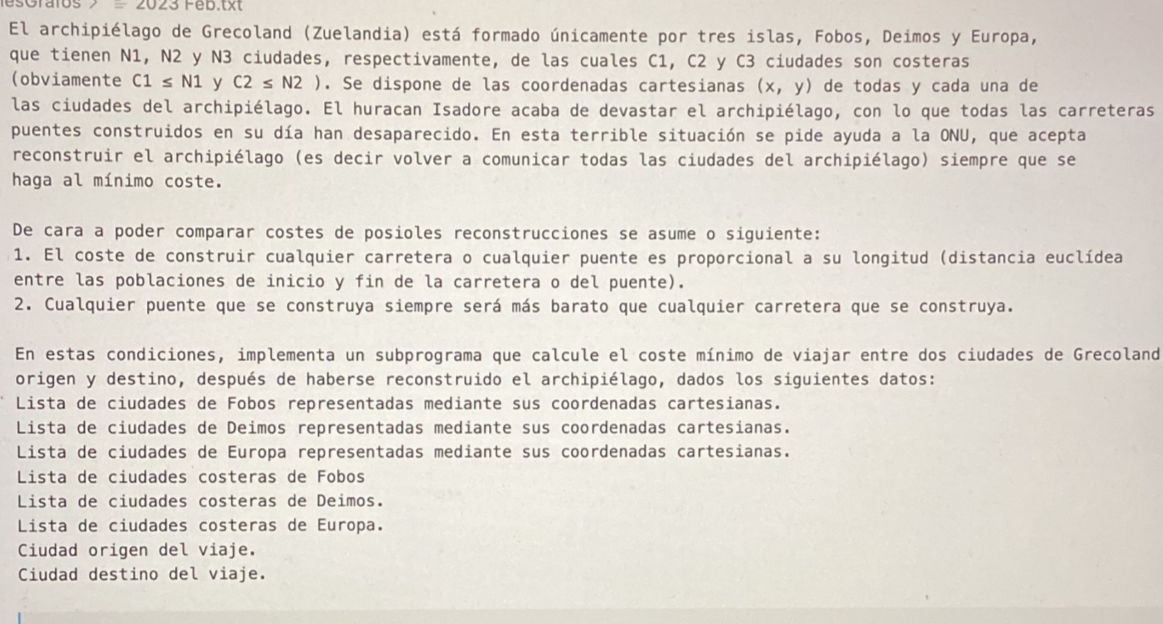 2023 Feb.txt
El archipiélago de Grecoland (Zuelandia) está formado únicamente por tres islas, Fobos, Deimos y Europa,
que tienen N1, N2 y N3 ciudades, respectivamente, de las cuales C1, C2 y C3 ciudades son costeras
(obviamente C1 ≤ N1 y C2 ≤ N2 ). Se dispone de las coordenadas cartesianas (x, y) de todas y cada una de
las ciudades del archipiélago. El huracan Isadore acaba de devastar el archipiélago, con lo que todas las carreteras
puentes construidos en su día han desaparecido. En esta terrible situación se pide ayuda a la ONU, que acepta
reconstruir el archipiélago (es decir volver a comunicar todas las ciudades del archipiélago) siempre que se
haga al mínimo coste.
De cara a poder comparar costes de posioles reconstrucciones se asume o siguiente:
1. El coste de construir cualquier carretera o cualquier puente es proporcional a su longitud (distancia euclídea
entre las poblaciones de inicio y fin de la carretera o del puente).
2. Cualquier puente que se construya siempre será más barato que cualquier carretera que se construya.
En estas condiciones, implementa un subprograma que calcule el coste mínimo de viajar entre dos ciudades de Grecoland
origen y destino, después de haberse reconstruido el archipiélago, dados los siguientes datos:
Lista de ciudades de Fobos representadas mediante sus coordenadas cartesianas.
Lista de ciudades de Deimos representadas mediante sus coordenadas cartesianas.
Lista de ciudades de Europa representadas mediante sus coordenadas cartesianas.
Lista de ciudades costeras de Fobos
Lista de ciudades costeras de Deimos.
Lista de ciudades costeras de Europa.
Ciudad origen del viaje.
Ciudad destino del viaje.